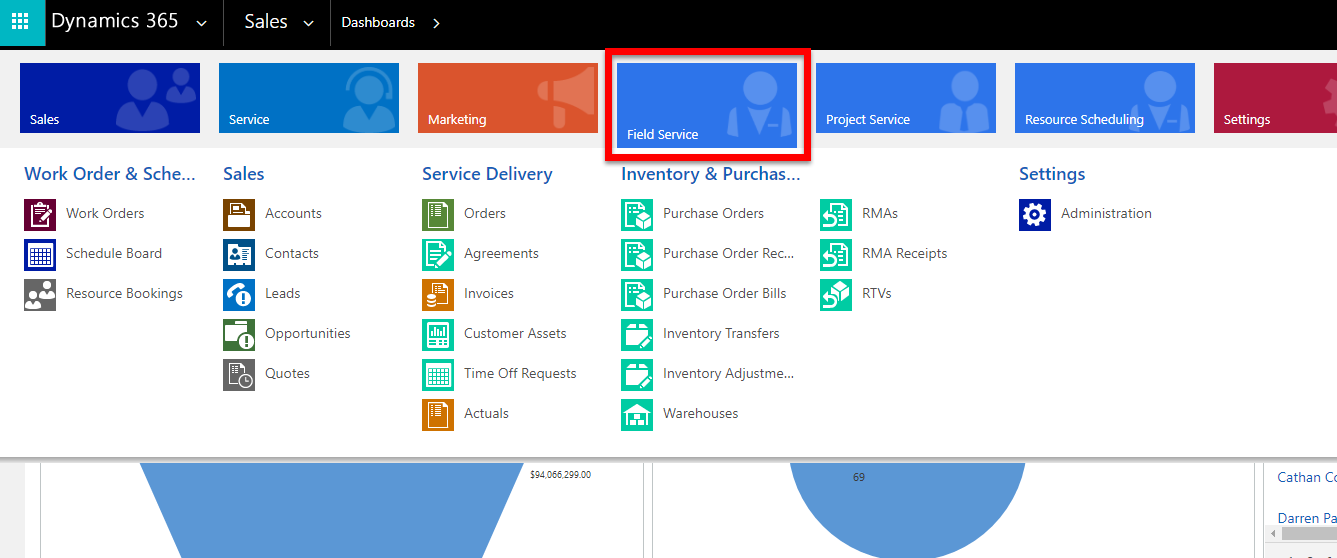 Dynamics 365 Sales Dashboards
Sales Service Marketing Field Service Project Service Resource Scheduling Settings
Work Order & Sche...
Work Orders
Schedule Board
Resource Bookings
Sales
Accounts
Contacts
Leads
Opportunities
Quotes
Service Delivery
Orders
Agreements
Invoices
Customer Assets
Time Off Requests
Actuals
Inventory & Purchas...
Purchase Orders
Purchase Order Rec...
Purchase Order Bills
Inventory Transfers
Inventory Adjustme...
Warehouses
RMAs
RMA Receipts
RTVs
Settings
Administration
$94,066,299.00
69
Cathan Co
Darren Pa